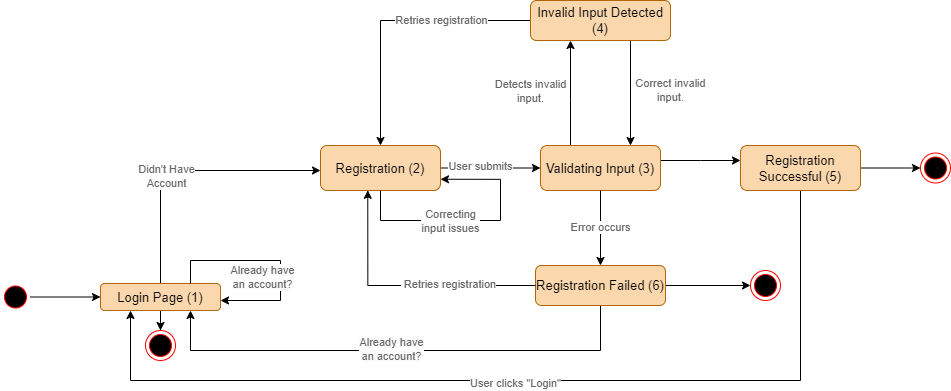 Invalid Input Detected
(4)
Retries registration
Detects invalid
input.
Correct invalid
input.
Didn't Have
Account
Registration (2)
User submits
Validating Input (3)
Registration
Successful (5)
Correcting
input issues
Error occurs
Already have
an account?
Login Page (1)
Retries registration
Registration Failed (6)
Already have
an account?
User clicks "Login"